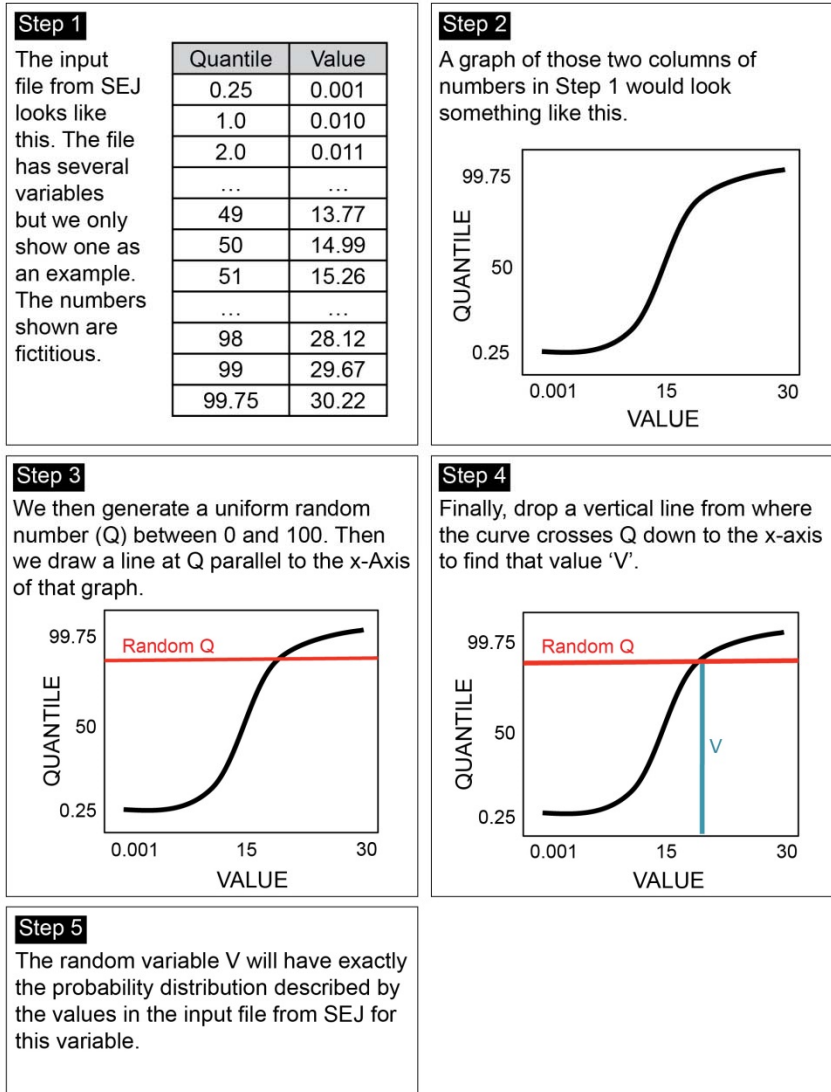 Step 1
The input
file from SEJ
looks like
this. The file
has several
variables
but we only
show one as
an example.
The numbers
shown are
fictitious.
Quantile Value
0.25 0.001
1.0 0.010
2.0 0.011
... ...
49 13.77
50 14.99
51 15.26
... ...
98 28.12
99 29.67
99.75 30.22
Step 2
A graph of those two columns of
numbers in Step 1 would look
something like this.
99.75
50
0.25
QUANTILE
0.001 15 30
VALUE
Step 3
We then generate a uniform random
number (Q) between 0 and 100. Then
we draw a line at Q parallel to the x-Axis
of that graph.
99.75
Random Q
50
0.25
QUANTILE
0.001 15 30
VALUE
Step 4
Finally, drop a vertical line from where
the curve crosses Q down to the x-axis
to find that value ‘V’.
99.75
Random Q
50
V
0.25
QUANTILE
0.001 15 30
VALUE
Step 5
The random variable V will have exactly
the probability distribution described by
the values in the input file from SEJ for
this variable.